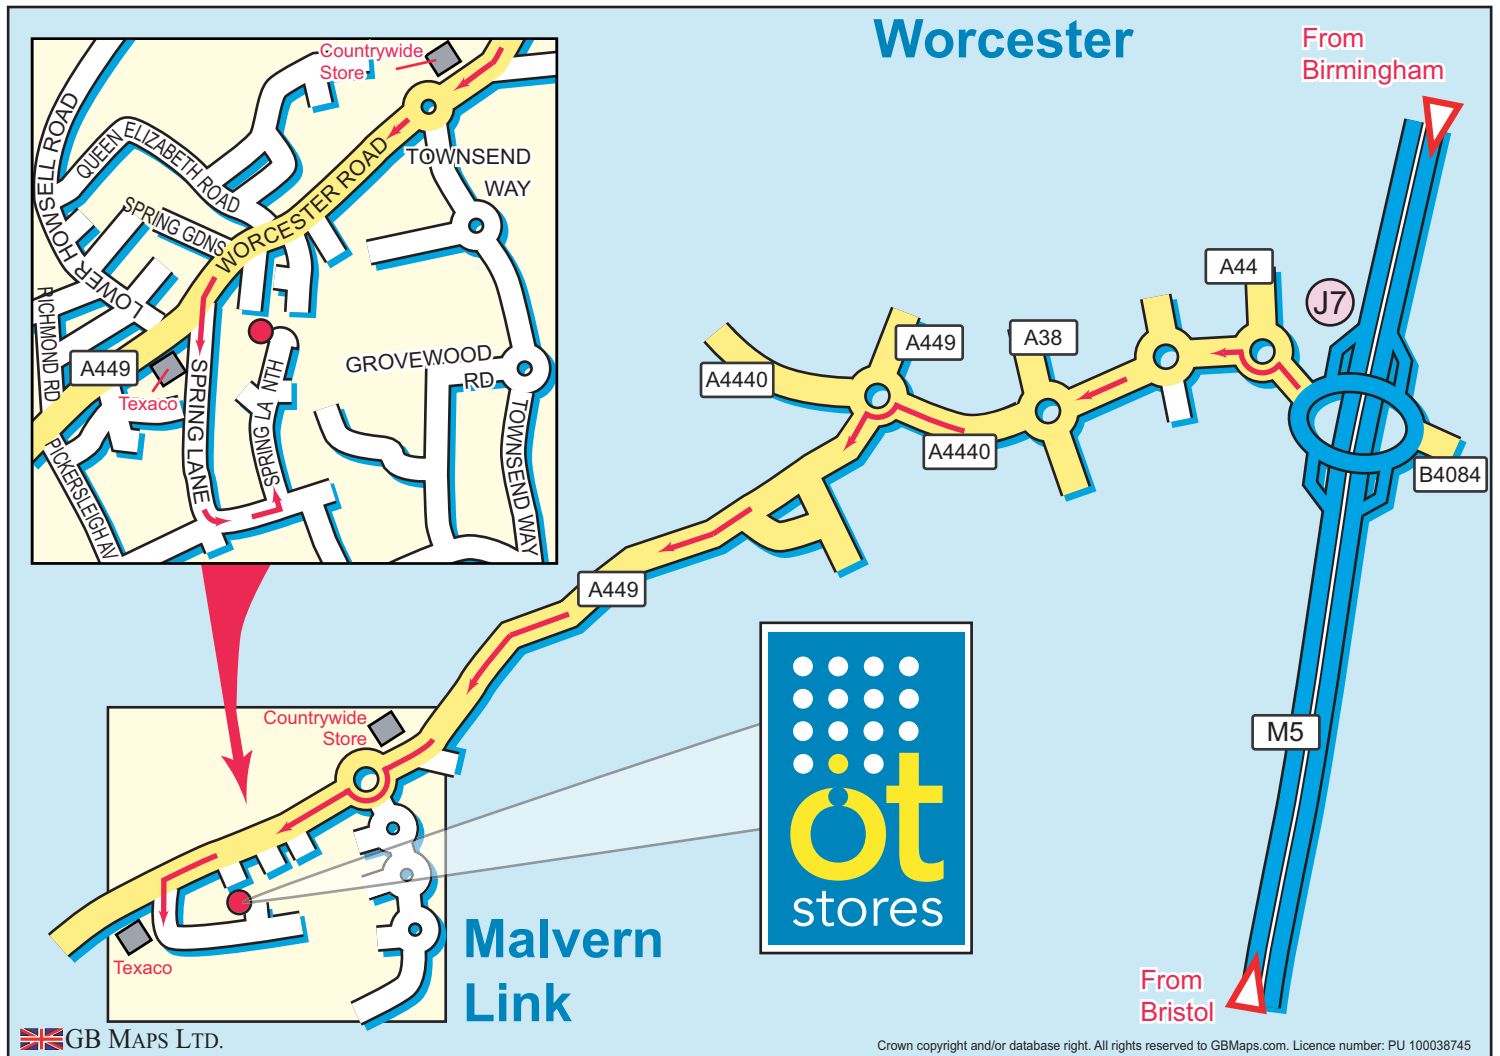 Worcester
From
Birmingham
Countrywide
Store
LOWER HOWSELL ROAD
QUEEN ELIZABETH ROAD
SPRING GDNS
WORCESTER ROAD
TOWNSEND
WAY
RICHMOND RD
A449
Texaco
SPRING LANE
SPRING LA NTH
GROVEWOOD
RD
TOWNSEND WAY
PICKERSLEIGH AV
A44
J7
A449
A38
A4440
A4440
B4084
A449
M5
Countrywide
Store
Texaco
Malvern
Link
ot
stores
From
Bristol
GB MAPS LTD.
Crown copyright and/or database right. All rights reserved to GBMaps.com. Licence number: PU 100038745